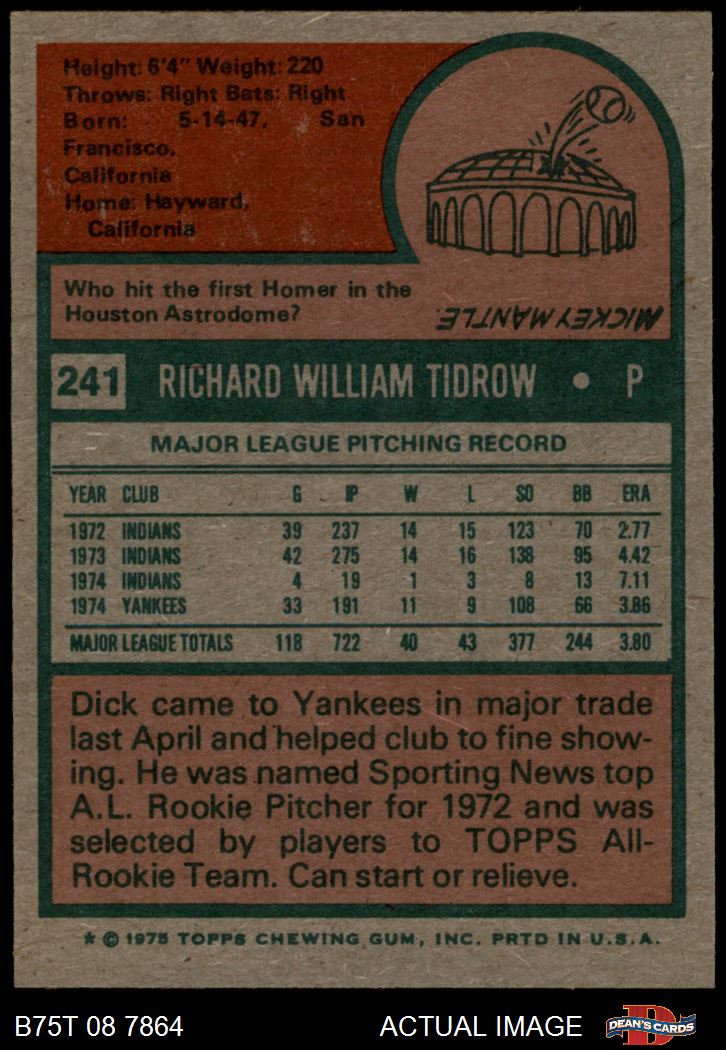 Height: 6'4" Weight: 220
Throws: Right Bats: Right
Born: 5-14-47, San
Francisco,
California
Home: Hayward,
California
Who hit the first Homer in the
Houston Astrodome?
MICKEY MANTLE.
241 RICHARD WILLIAM TIDROW • P
MAJOR LEAGUE PITCHING RECORD
YEAR CLUB G IP W L SO BB ERA
1972 INDIANS 39 237 14 15 123 70 2.77
1973 INDIANS 42 275 14 16 138 95 4.42
1974 INDIANS 4 19 1 3 8 13 7.11
1974 YANKEES 33 191 11 9 108 66 3.86
MAJOR LEAGUE TOTALS 118 722 40 43 377 244 3.80
Dick came to Yankees in major trade
last April and helped club to fine show-
ing. He was named Sporting News top
A.L. Rookie Pitcher for 1972 and was
selected by players to TOPPS All-
Rookie Team. Can start or relieve.
* © 1975 TOPPS CHEWING GUM, INC. PRTD IN U.S.A.
B75T 08 7864 ACTUAL IMAGE D DEAN'S CARDS